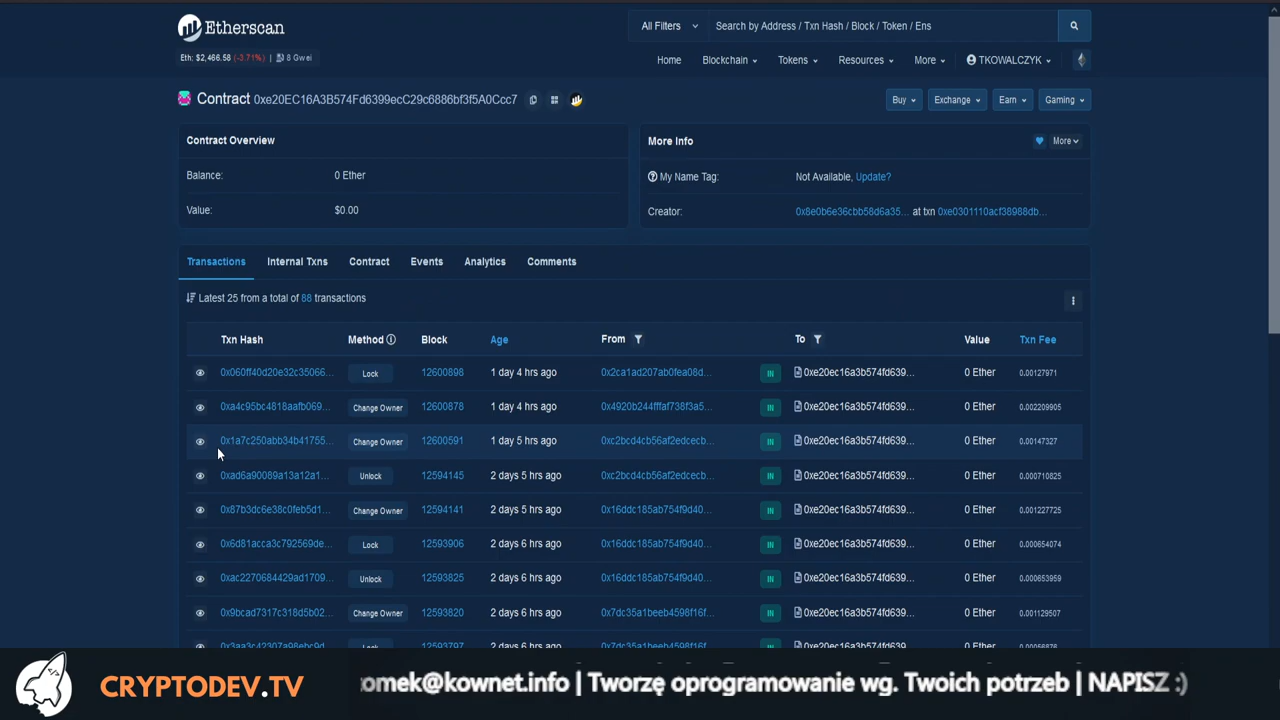 Etherscan
All Filters Search by Address / Txn Hash / Block / Token / Ens
Eth: $2,466.58 (-3.71%) | 8 Gwei
Home Blockchain Tokens Resources More TKOWALCZYK
Contract 0xe20EC16A3B574Fd6399ecC29c6886bf3f5A0Ccc7
Buy Exchange Earn Gaming
Contract Overview
Balance: 0 Ether
Value: $0.00
More Info More
My Name Tag: Not Available, Update?
Creator: 0x8e0b6e36cbb58d6a35... at txn 0xe0301110acf38988db...
Transactions Internal Txns Contract Events Analytics Comments
Latest 25 from a total of 88 transactions
Txn Hash Method Block Age From To Value Txn Fee
0x060ff40d20e32c35066... Lock 12600898 1 day 4 hrs ago 0x2ca1ad207ab0fea08d... IN 0xe20ec16a3b574fd639... 0 Ether 0.00127971
0xa4c95bc4818aafb069... Change Owner 12600878 1 day 4 hrs ago 0x4920b244fffaf738f3a5... IN 0xe20ec16a3b574fd639... 0 Ether 0.002209905
0x1a7c250abb34b41755... Change Owner 12600591 1 day 5 hrs ago 0xc2bcd4cb56af2edcecb... IN 0xe20ec16a3b574fd639... 0 Ether 0.00147327
0xad6a90089a13a12a1... Unlock 12594145 2 days 5 hrs ago 0xc2bcd4cb56af2edcecb... IN 0xe20ec16a3b574fd639... 0 Ether 0.000710825
0x87b3dc6e38c0feb5d1... Change Owner 12594141 2 days 5 hrs ago 0x16ddc185ab754f9d40... IN 0xe20ec16a3b574fd639... 0 Ether 0.001227725
0x6d81acca3c792569de... Lock 12593906 2 days 6 hrs ago 0x16ddc185ab754f9d40... IN 0xe20ec16a3b574fd639... 0 Ether 0.000654074
0xac2270684429ad1709... Unlock 12593825 2 days 6 hrs ago 0x16ddc185ab754f9d40... IN 0xe20ec16a3b574fd639... 0 Ether 0.000653959
0x9bcad7317c318d5b02... Change Owner 12593820 2 days 6 hrs ago 0x7dc35a1beeb4598f16f... IN 0xe20ec16a3b574fd639... 0 Ether 0.001129507
CRYPTODEV.TV
omek@kownet.info | Tworzę oprogramowanie wg. Twoich potrzeb | NAPISZ :)